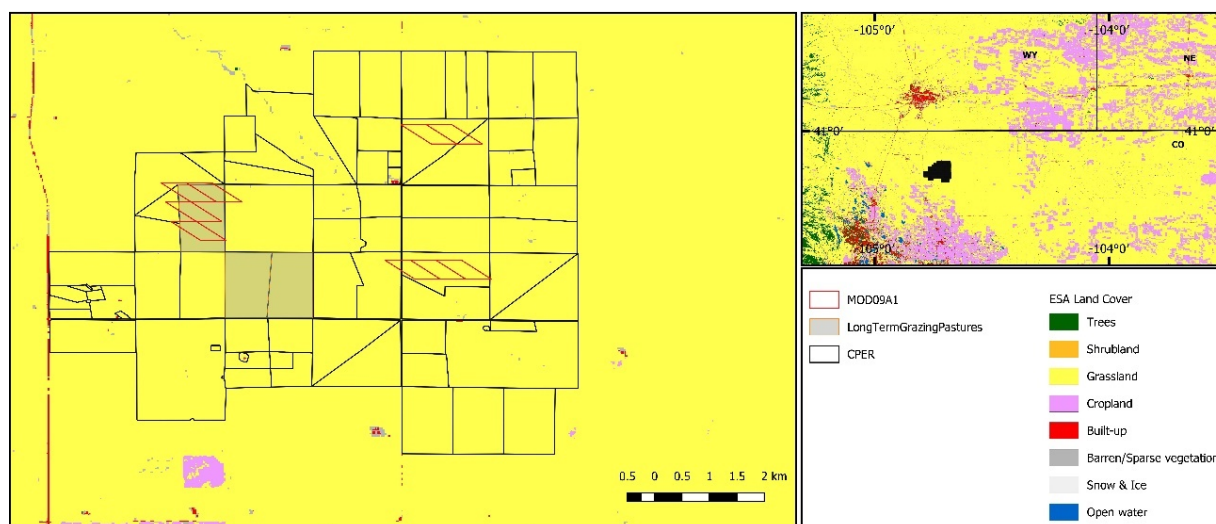 -105°0'
-104°0'
WY
NE
41°0'
41°0'
CO
-105°0'
-104°0'
MOD09A1
LongTermGrazingPastures
CPER
ESA Land Cover
Trees
Shrubland
Grassland
Cropland
Built-up
Barren/Sparse vegetation
Snow & Ice
Open water
0.5 0 0.5 1 1.5 2 km